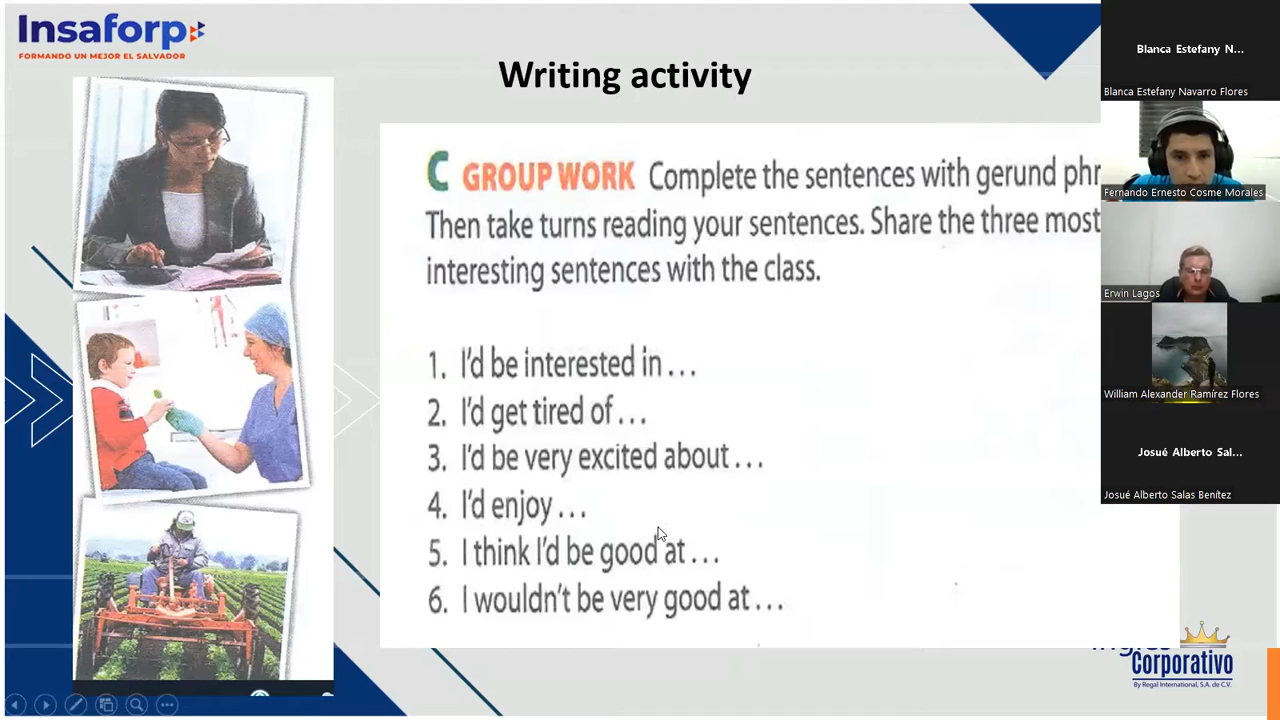 Insaforp
FORMANDO UN MEJOR EL SALVADOR
Writing activity
C GROUP WORK Complete the sentences with gerund phr
Then take turns reading your sentences. Share the three most
interesting sentences with the class.
1. I'd be interested in ...
2. I'd get tired of ...
3. I'd be very excited about ...
4. I'd enjoy ...
5. I think I'd be good at ...
6. I wouldn't be very good at ...
Blanca Estefany N...
Blanca Estefany Navarro Flores
Fernando Ernesto Cosme Morales
Erwin Lagos
William Alexander Ramírez Flores
Josué Alberto Sal...
Josué Alberto Salas Benítez
Corporativo
By Regal International, S.A. de C.V.